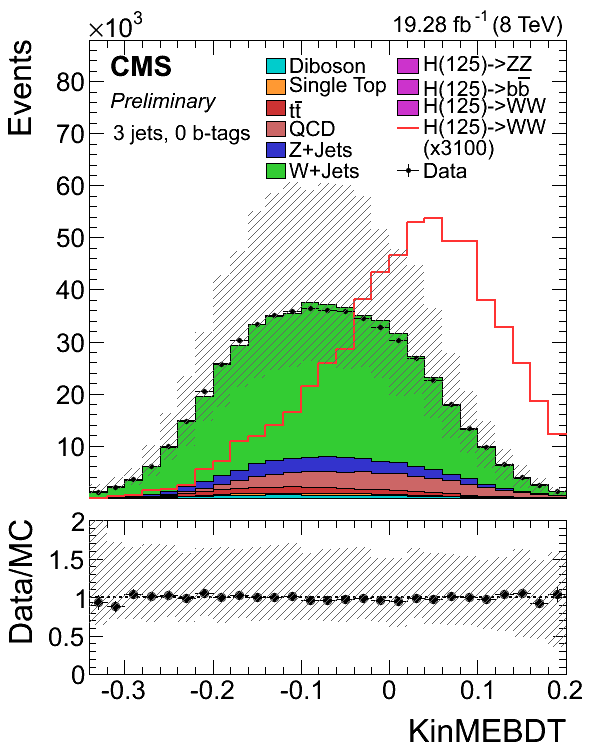 ×10³
19.28 fb⁻¹ (8 TeV)
CMS
Preliminary
3 jets, 0 b-tags
Diboson
Single Top
tt̅
QCD
Z+Jets
W+Jets
H(125)->ZZ
H(125)->bb̅
H(125)->WW
H(125)->WW
(x3100)
Data
Events
80
70
60
50
40
30
20
10
Data/MC
2
1.5
1
0.5
0
-0.3 -0.2 -0.1 0 0.1 0.2
KinMEBDT